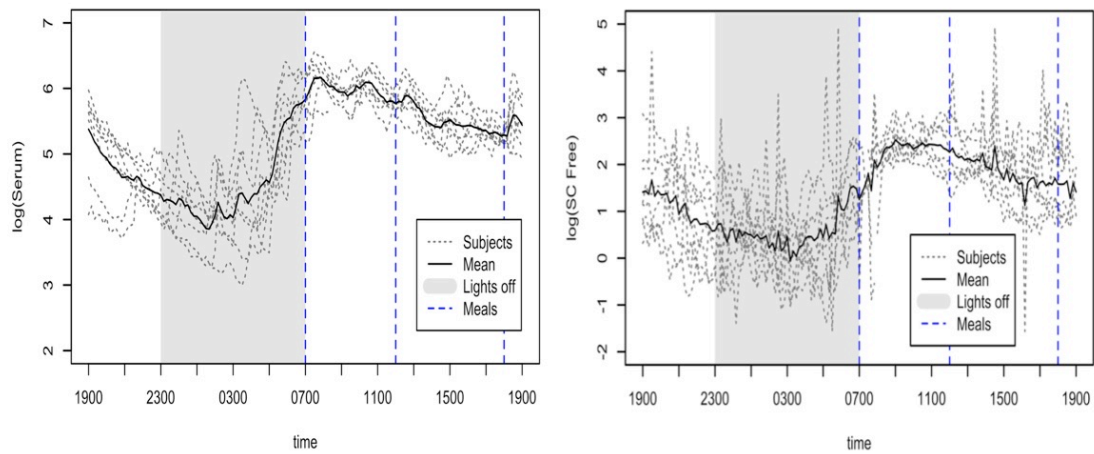 7
6
5
4
3
2
log(Serum)
Subjects
Mean
Lights off
Meals
1900 2300 0300 0700 1100 1500 1900
time
5
4
3
2
1
0
-1
-2
log(SC Free)
Subjects
Mean
Lights off
Meals
1900 2300 0300 0700 1100 1500 1900
time